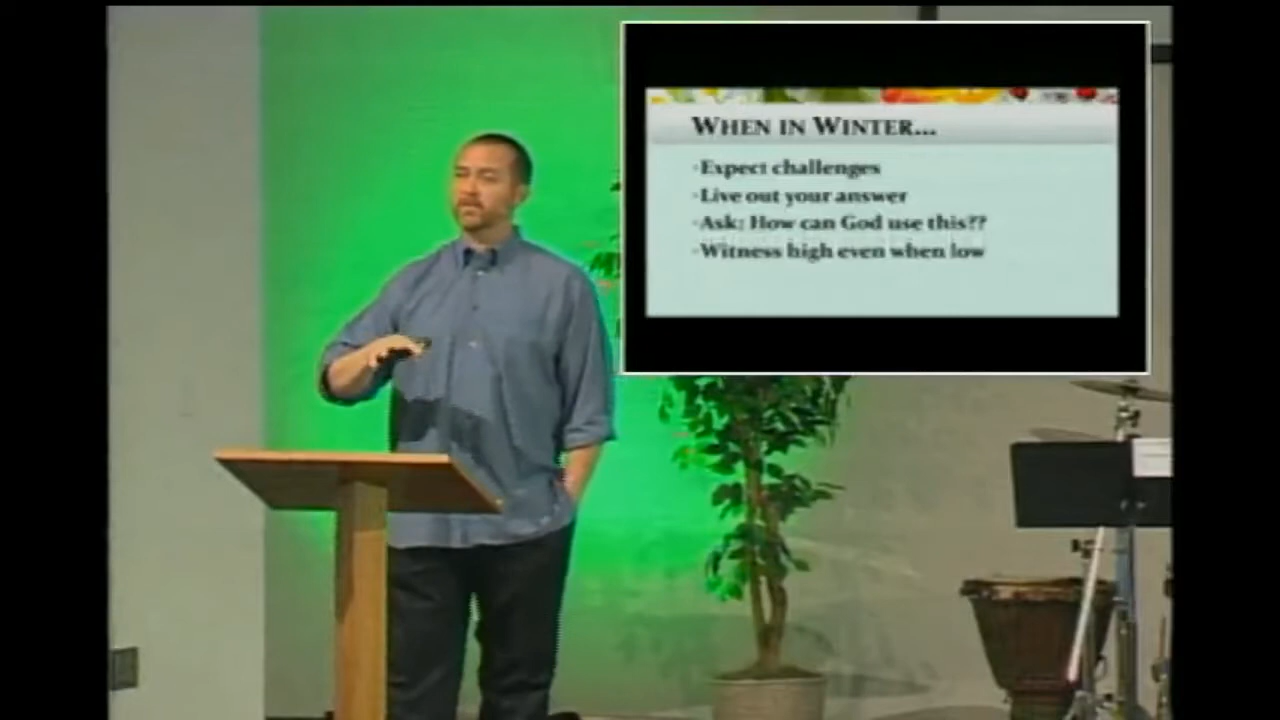 WHEN IN WINTER...
·Expect challenges
·Live out your answer
·Ask: How can God use this??
·Witness high even when low